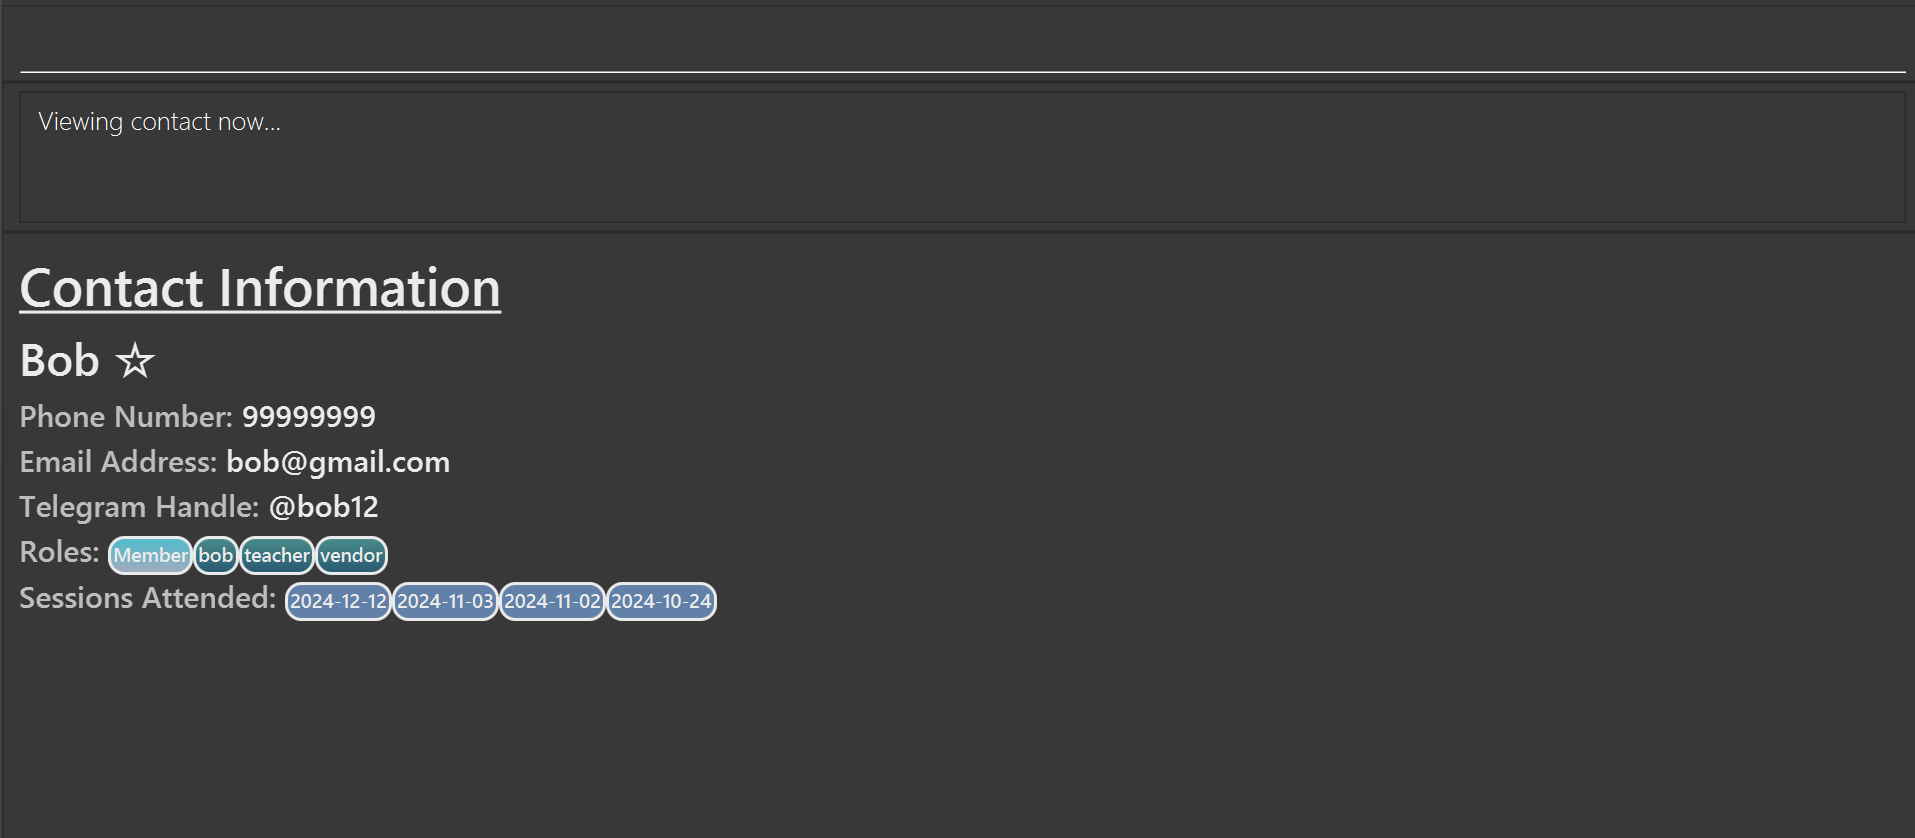 Viewing contact now...
Contact Information
Bob ☆
Phone Number: 99999999
Email Address: bob@gmail.com
Telegram Handle: @bob12
Roles: Member bob teacher vendor
Sessions Attended: 2024-12-12 2024-11-03 2024-11-02 2024-10-24